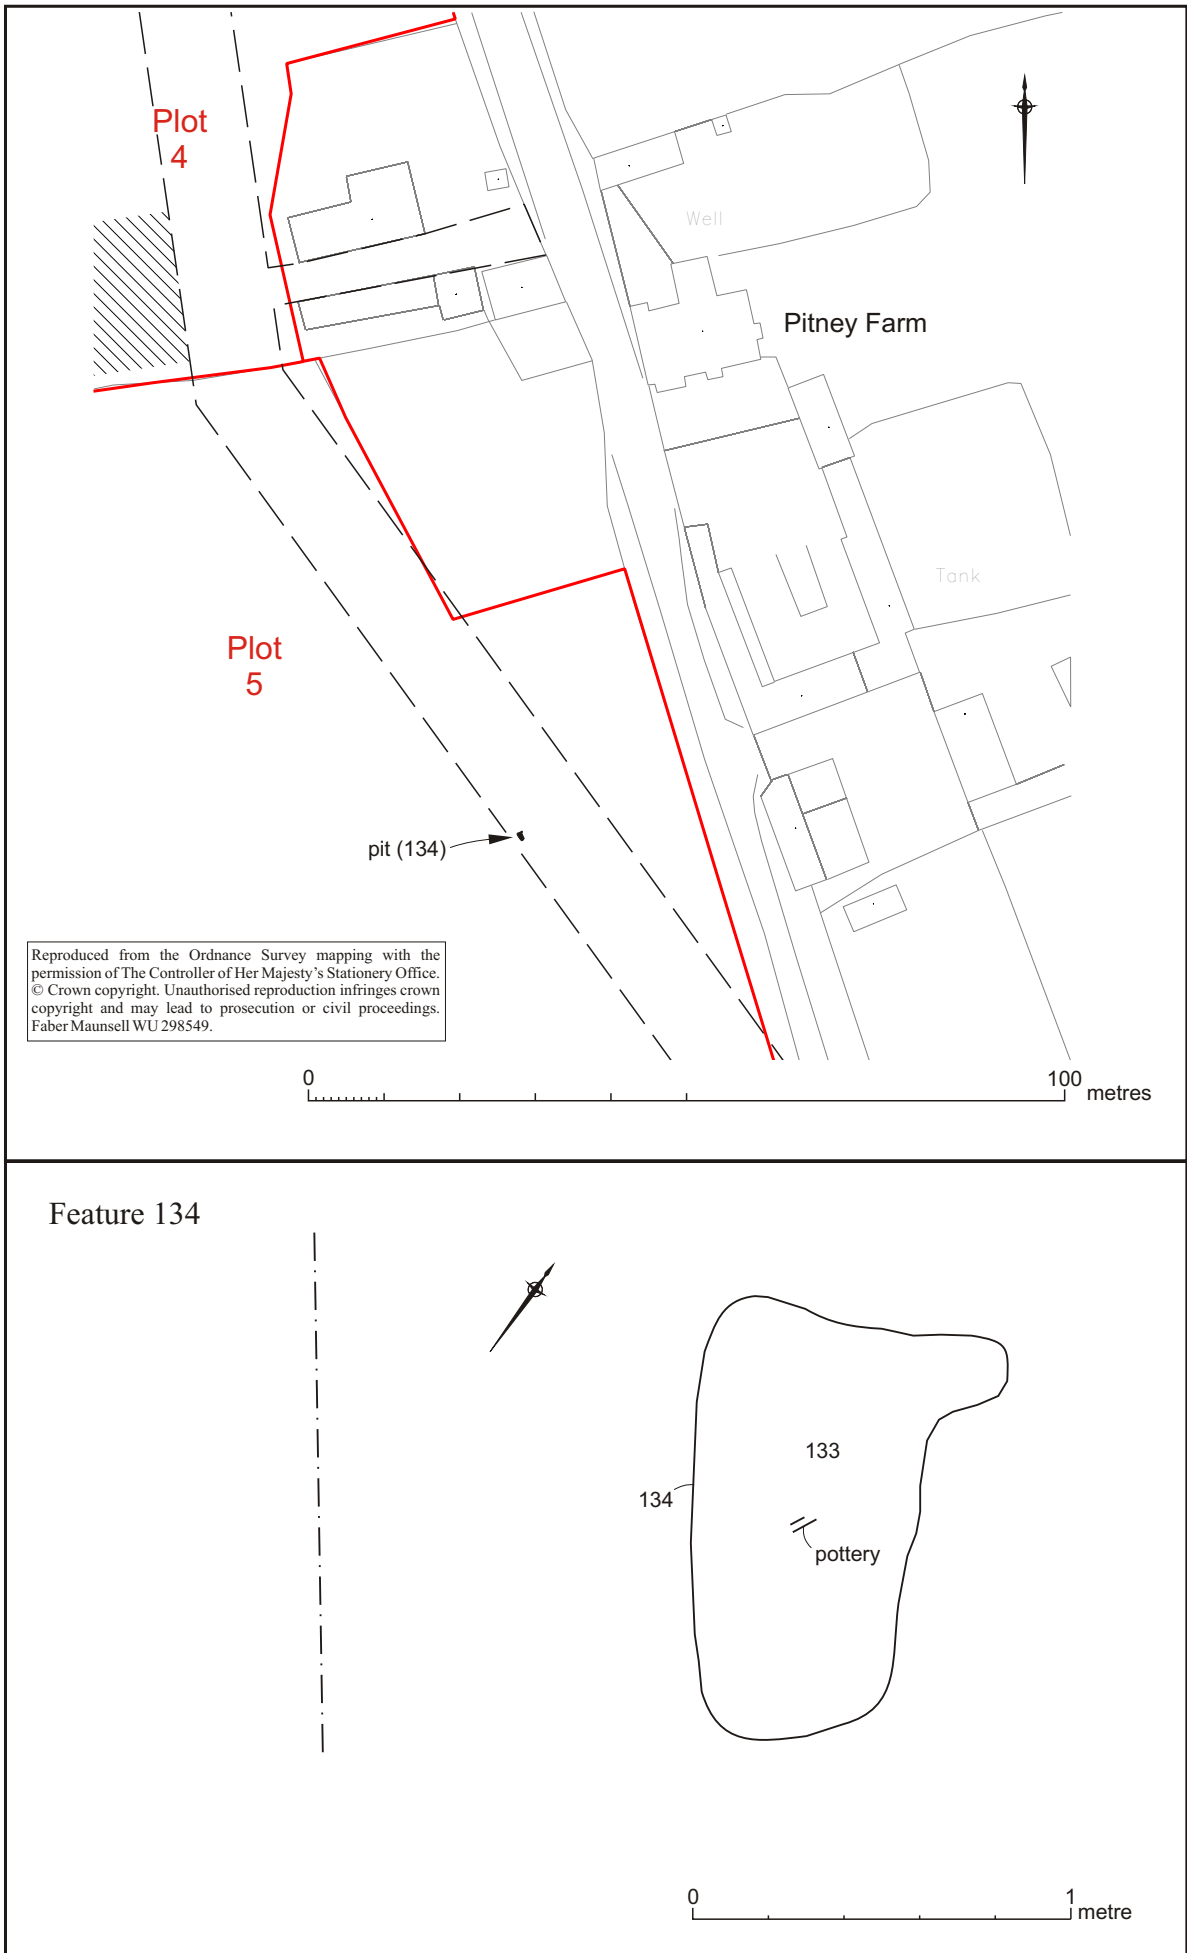 Plot
4
Well
Pitney Farm
Tank
Plot
5
pit (134)
Reproduced from the Ordnance Survey mapping with the
permission of The Controller of Her Majesty's Stationery Office.
© Crown copyright. Unauthorised reproduction infringes crown
copyright and may lead to prosecution or civil proceedings.
Faber Maunsell WU 298549.
0 100 metres
Feature 134
133
134
pottery
0 1 metre